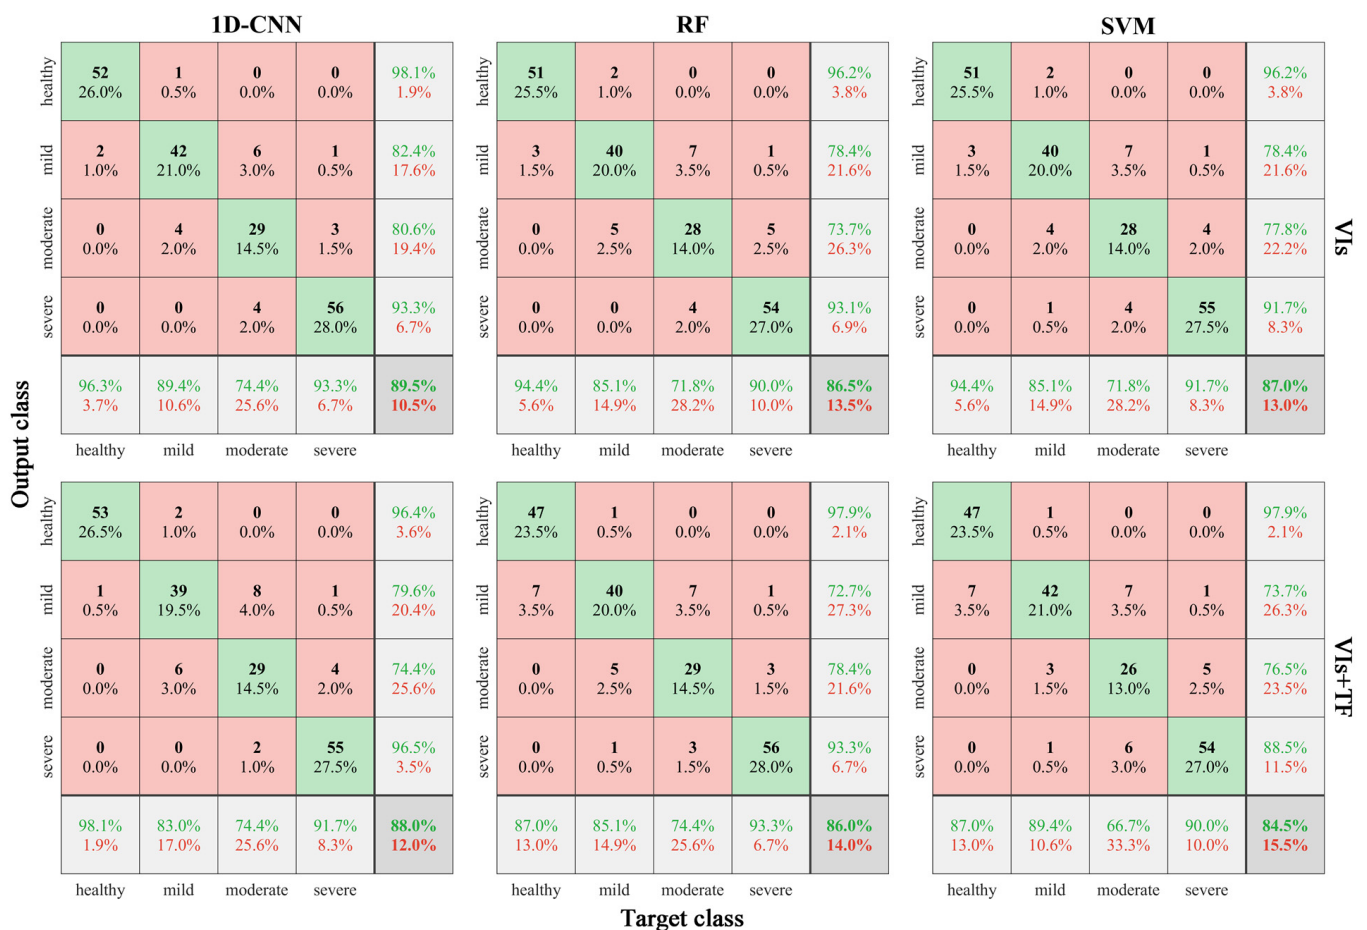 1D-CNN RF SVM
healthy 52 1 0 0 98.1% 51 2 0 0 96.2% 51 2 0 0 96.2%
26.0% 0.5% 0.0% 0.0% 1.9% 25.5% 1.0% 0.0% 0.0% 3.8% 25.5% 1.0% 0.0% 0.0% 3.8%
mild 2 42 6 1 82.4% 3 40 7 1 78.4% 3 40 7 1 78.4%
1.0% 21.0% 3.0% 0.5% 17.6% 1.5% 20.0% 3.5% 0.5% 21.6% 1.5% 20.0% 3.5% 0.5% 21.6%
moderate 0 4 29 3 80.6% moderate 0 5 28 5 73.7% moderate 0 4 28 4 77.8%
0.0% 2.0% 14.5% 1.5% 19.4% 0.0% 2.5% 14.0% 2.5% 26.3% 0.0% 2.0% 14.0% 2.0% 22.2%
VIs
severe 0 0 4 56 93.3% severe 0 0 4 54 93.1% severe 0 1 4 55 91.7%
0.0% 0.0% 2.0% 28.0% 6.7% 0.0% 0.0% 2.0% 27.0% 6.9% 0.0% 0.5% 2.0% 27.5% 8.3%
96.3% 89.4% 74.4% 93.3% 89.5% 94.4% 85.1% 71.8% 90.0% 86.5% 94.4% 85.1% 71.8% 91.7% 87.0%
3.7% 10.6% 25.6% 6.7% 10.5% 5.6% 14.9% 28.2% 10.0% 13.5% 5.6% 14.9% 28.2% 8.3% 13.0%
healthy mild moderate severe healthy mild moderate severe healthy mild moderate severe
Output class
healthy 53 2 0 0 96.4% healthy 47 1 0 0 97.9% healthy 47 1 0 0 97.9%
26.5% 1.0% 0.0% 0.0% 3.6% 23.5% 0.5% 0.0% 0.0% 2.1% 23.5% 0.5% 0.0% 0.0% 2.1%
mild 1 39 8 1 79.6% mild 7 40 7 1 72.7% mild 7 42 7 1 73.7%
0.5% 19.5% 4.0% 0.5% 20.4% 3.5% 20.0% 3.5% 0.5% 27.3% 3.5% 21.0% 3.5% 0.5% 26.3%
moderate 0 6 29 4 74.4% moderate 0 5 29 3 78.4% moderate 0 3 26 5 76.5%
0.0% 3.0% 14.5% 2.0% 25.6% 0.0% 2.5% 14.5% 1.5% 21.6% 0.0% 1.5% 13.0% 2.5% 23.5%
VIs+TF
severe 0 0 2 55 96.5% severe 0 1 3 56 93.3% severe 0 1 6 54 88.5%
0.0% 0.0% 1.0% 27.5% 3.5% 0.0% 0.5% 1.5% 28.0% 6.7% 0.0% 0.5% 3.0% 27.0% 11.5%
98.1% 83.0% 74.4% 91.7% 88.0% 87.0% 85.1% 74.4% 93.3% 86.0% 87.0% 89.4% 66.7% 90.0% 84.5%
1.9% 17.0% 25.6% 8.3% 12.0% 13.0% 14.9% 25.6% 6.7% 14.0% 13.0% 10.6% 33.3% 10.0% 15.5%
healthy mild moderate severe healthy mild moderate severe healthy mild moderate severe
Target class